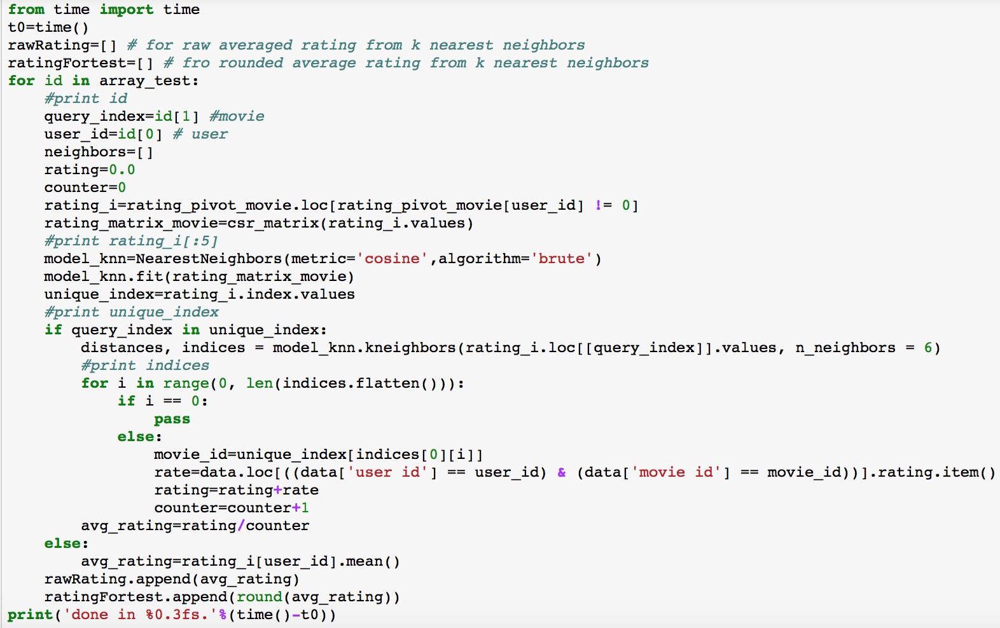 from time import time
t0=time()
rawRating=[] # for raw averaged rating from k nearest neighbors
ratingFortest=[] # fro rounded average rating from k nearest neighbors
for id in array_test:
    #print id
    query_index=id[1] #movie
    user_id=id[0] # user
    neighbors=[]
    rating=0.0
    counter=0
    rating_i=rating_pivot_movie.loc[rating_pivot_movie[user_id] != 0]
    rating_matrix_movie=csr_matrix(rating_i.values)
    #print rating_i[:5]
    model_knn=NearestNeighbors(metric='cosine',algorithm='brute')
    model_knn.fit(rating_matrix_movie)
    unique_index=rating_i.index.values
    #print unique_index
    if query_index in unique_index:
        distances, indices = model_knn.kneighbors(rating_i.loc[[query_index]].values, n_neighbors = 6)
        #print indices
        for i in range(0, len(indices.flatten())):
            if i == 0:
                pass
            else:
                movie_id=unique_index[indices[0][i]]
                rate=data.loc[((data['user id'] == user_id) & (data['movie id'] == movie_id))].rating.item()
                rating=rating+rate
                counter=counter+1
        avg_rating=rating/counter
    else:
        avg_rating=rating_i[user_id].mean()
    rawRating.append(avg_rating)
    ratingFortest.append(round(avg_rating))
print('done in %0.3fs.'%(time()-t0))